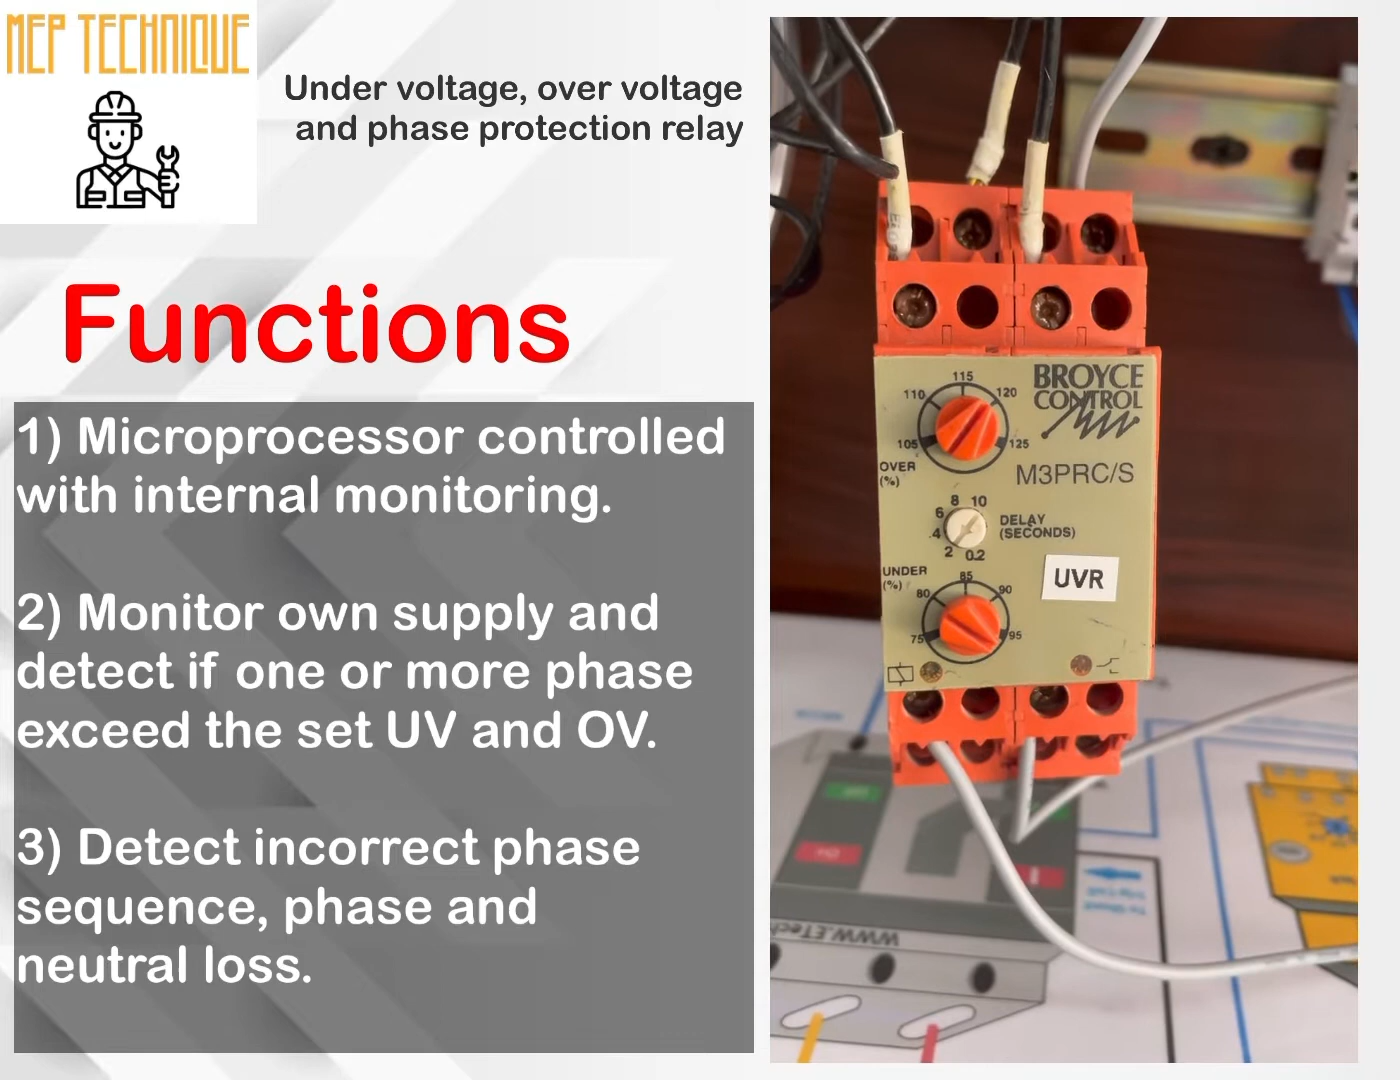 MEP TECHNIQUE
Under voltage, over voltage
and phase protection relay
Functions
1) Microprocessor controlled
with internal monitoring.
2) Monitor own supply and
detect if one or more phase
exceed the set UV and OV.
3) Detect incorrect phase
sequence, phase and
neutral loss.
BROYCE
CONTROL
M3PRC/S
115
110 120
105 125
OVER
(%)
8 10
6
.4
2 0.2
DELAY
(SECONDS)
UVR
UNDER
(%)
85
80 90
75 95
WWW.ETech